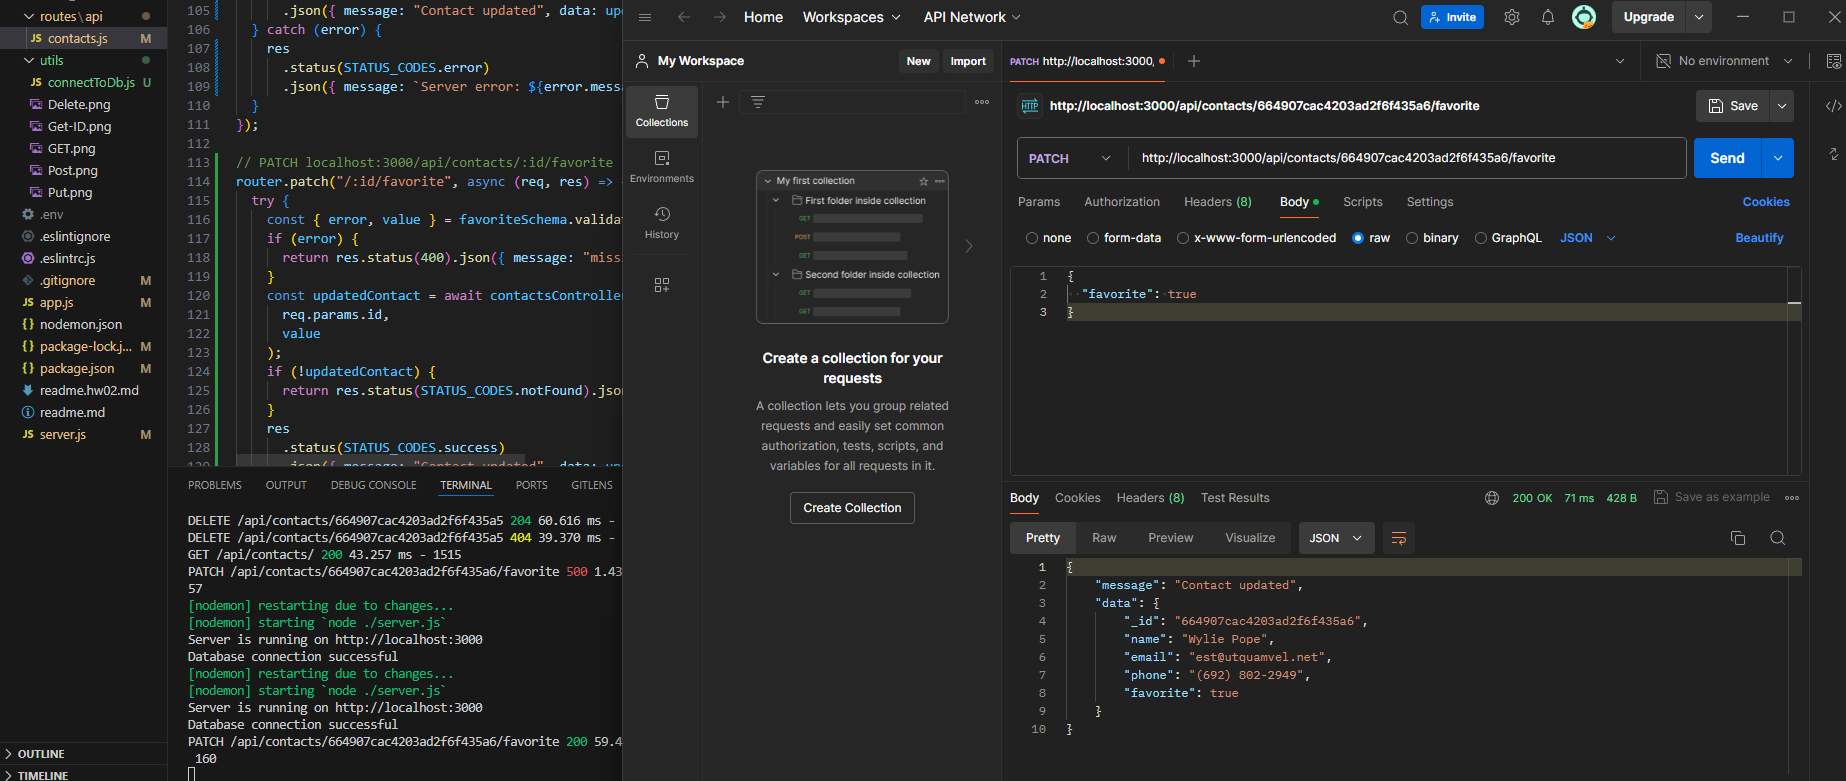 routes\api
JS contacts.js M
utils
JS connectToDb.js U
Delete.png
Get-ID.png
GET.png
Post.png
Put.png
.env
.eslintignore
.eslintrc.js
.gitignore M
JS app.js M
{} nodemon.json
{} package-lock.j... M
{} package.json M
readme.hw02.md
readme.md
JS server.js M
OUTLINE
TIMELINE
105 .json({ message: "Contact updated", data: up
106 } catch (error) {
107 res
108 .status(STATUS_CODES.error)
109 .json({ message: `Server error: ${error.messa
110 }
111 });
112
113 // PATCH localhost:3000/api/contacts/:id/favorite
114 router.patch("/:id/favorite", async (req, res) =>
115 try {
116 const { error, value } = favoriteSchema.validat
117 if (error) {
118 return res.status(400).json({ message: "miss
119 }
120 const updatedContact = await contactsControlle
121 req.params.id,
122 value
123 );
124 if (!updatedContact) {
125 return res.status(STATUS_CODES.notFound).jso
126 }
127 res
128 .status(STATUS_CODES.success)
129 .json({ message: "Contact updated", data: up
PROBLEMS OUTPUT DEBUG CONSOLE TERMINAL PORTS GITLENS
DELETE /api/contacts/664907cac4203ad2f6f435a5 204 60.616 ms -
DELETE /api/contacts/664907cac4203ad2f6f435a5 404 39.370 ms -
GET /api/contacts/ 200 43.257 ms - 1515
PATCH /api/contacts/664907cac4203ad2f6f435a6/favorite 500 1.43
57
[nodemon] restarting due to changes...
[nodemon] starting `node ./server.js`
Server is running on http://localhost:3000
Database connection successful
[nodemon] restarting due to changes...
[nodemon] starting `node ./server.js`
Server is running on http://localhost:3000
Database connection successful
PATCH /api/contacts/664907cac4203ad2f6f435a6/favorite 200 59.4
160
Home Workspaces API Network
Invite
Upgrade
My Workspace
New Import
Collections
Environments
History
My first collection
First folder inside collection
GET
POST
GET
Second folder inside collection
GET
GET
Create a collection for your
requests
A collection lets you group related
requests and easily set common
authorization, tests, scripts, and
variables for all requests in it.
Create Collection
PATCH http://localhost:3000,
No environment
HTTP http://localhost:3000/api/contacts/664907cac4203ad2f6f435a6/favorite
Save
PATCH http://localhost:3000/api/contacts/664907cac4203ad2f6f435a6/favorite
Send
Params Authorization Headers (8) Body Scripts Settings Cookies
none form-data x-www-form-urlencoded raw binary GraphQL JSON Beautify
1 {
2 "favorite": true
3 }
Body Cookies Headers (8) Test Results
200 OK 71 ms 428 B Save as example
Pretty Raw Preview Visualize JSON
1 {
2 "message": "Contact updated",
3 "data": {
4 "_id": "664907cac4203ad2f6f435a6",
5 "name": "Wylie Pope",
6 "email": "est@utquamvel.net",
7 "phone": "(692) 802-2949",
8 "favorite": true
9 }
10 }